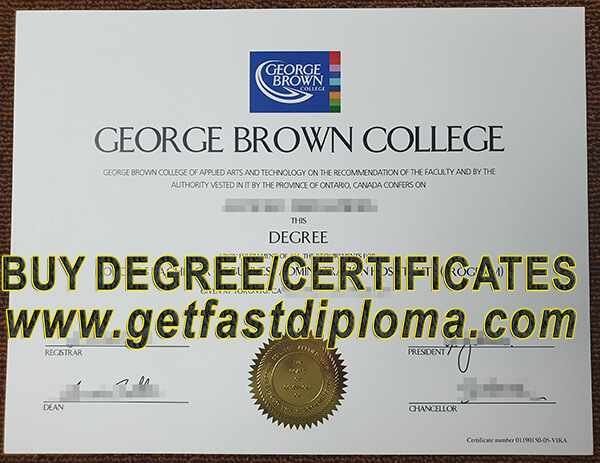 GEORGE
BROWN
COLLEGE
GEORGE BROWN COLLEGE
GEORGE BROWN COLLEGE OF APPLIED ARTS AND TECHNOLOGY ON THE RECOMMENDATION OF THE FACULTY AND BY THE
AUTHORITY VESTED IN IT BY THE PROVINCE OF ONTARIO, CANADA CONFERS ON
THIS
DEGREE
BUY DEGREE/CERTIFICATES
www.getfastdiploma.com
REGISTRAR
PRESIDENT
DEAN
CHANCELLOR
Certificate number 01190150-05-VIKA